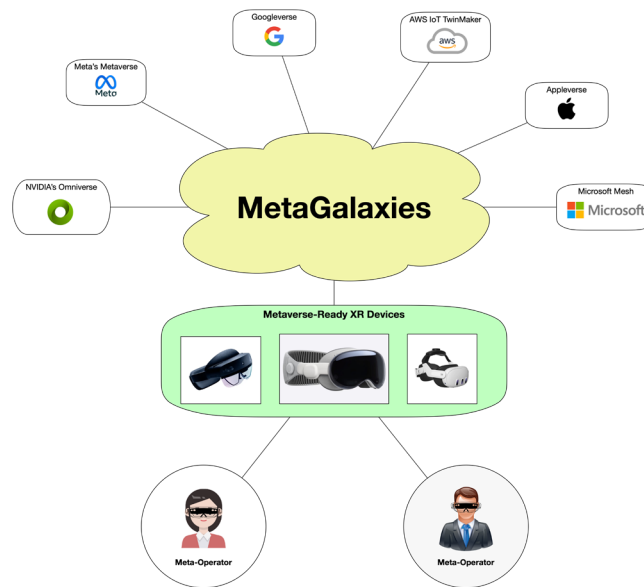 Googleverse
AWS IoT TwinMaker
aws
Meta's Metaverse
Meta
Appleverse
NVIDIA's Omniverse
MetaGalaxies
Microsoft Mesh
Microsoft
Metaverse-Ready XR Devices
Meta-Operator
Meta-Operator